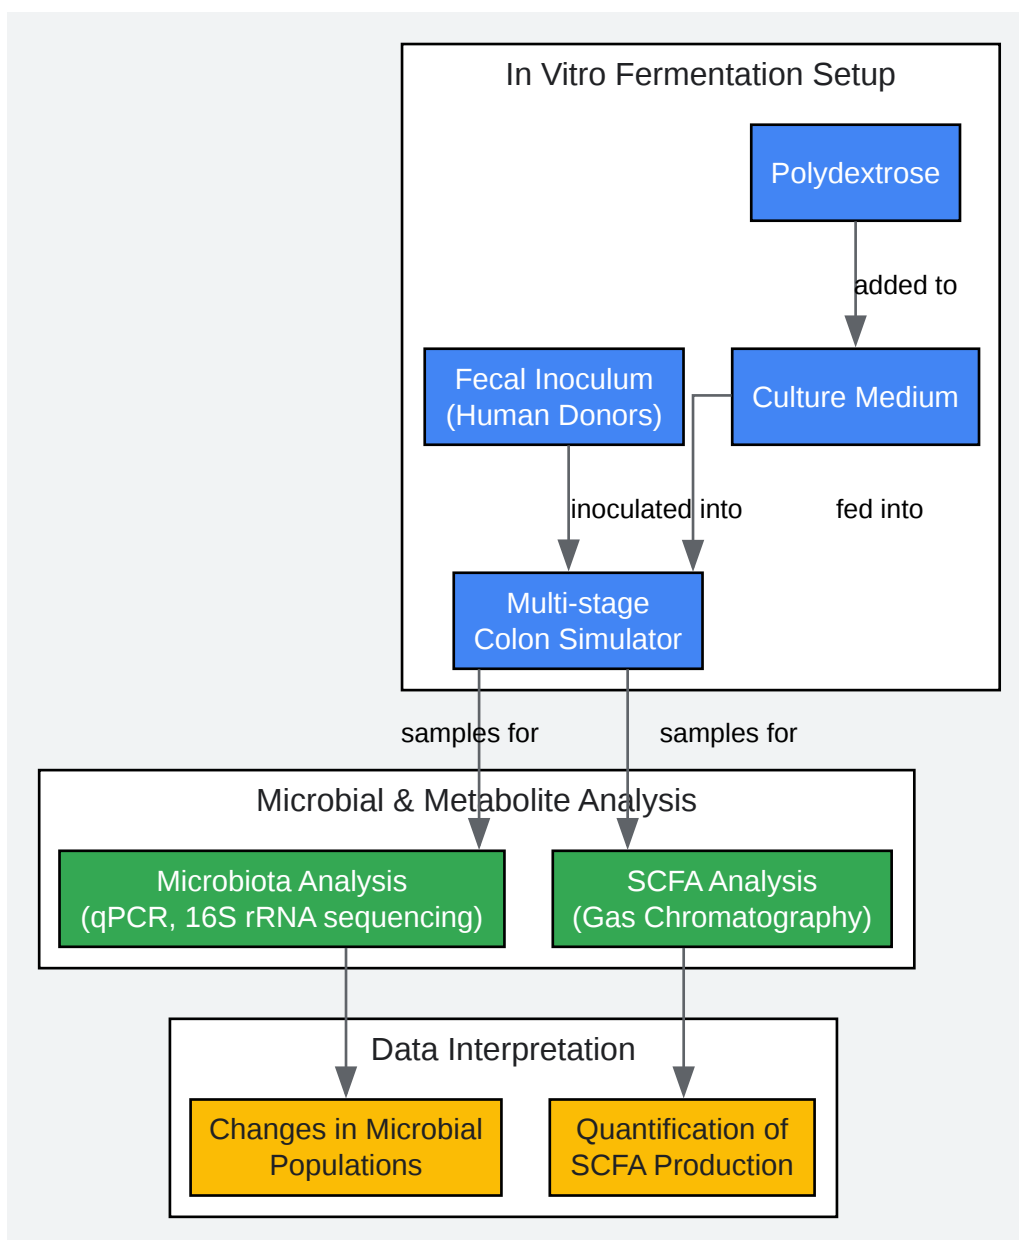 In Vitro Fermentation Setup
Polydextrose
added to
Fecal Inoculum
(Human Donors)
Culture Medium
inoculated into
fed into
Multi-stage
Colon Simulator
samples for
samples for
Microbial & Metabolite Analysis
Microbiota Analysis
(qPCR, 16S rRNA sequencing)
SCFA Analysis
(Gas Chromatography)
Data Interpretation
Changes in Microbial
Populations
Quantification of
SCFA Production